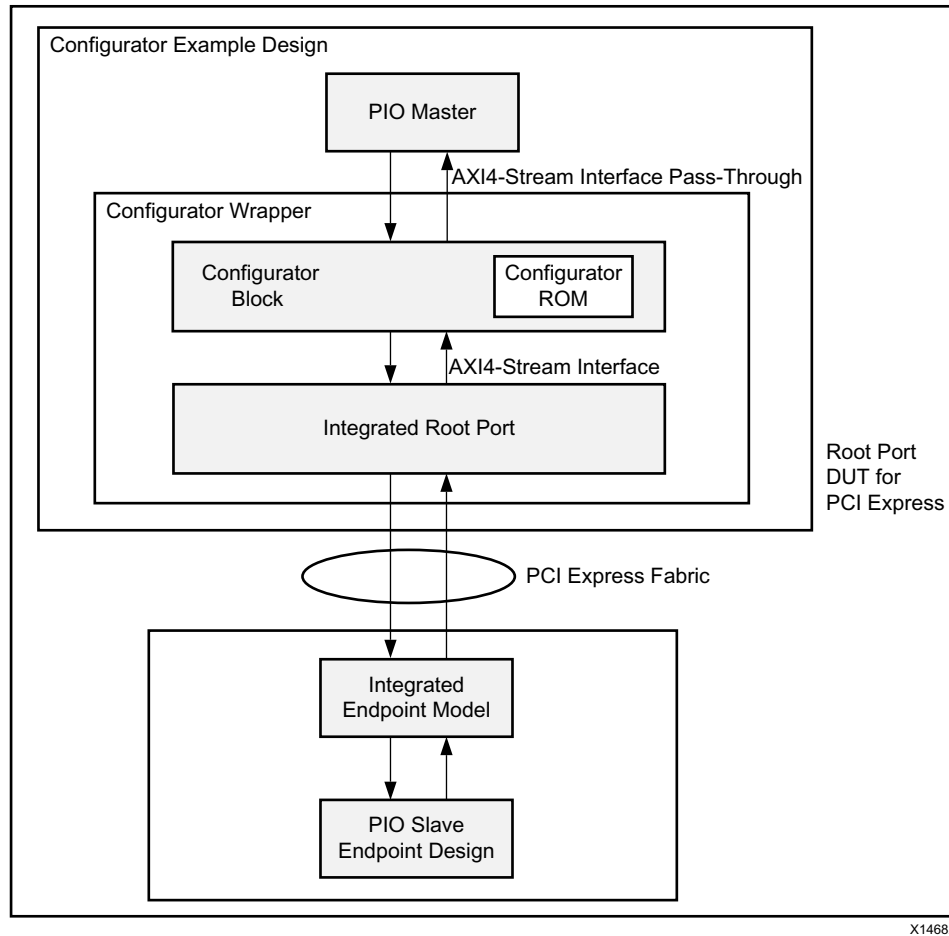 Configurator Example Design
PIO Master
AXI4-Stream Interface Pass-Through
Configurator Wrapper
Configurator
Block
Configurator
ROM
AXI4-Stream Interface
Integrated Root Port
Root Port
DUT for
PCI Express
PCI Express Fabric
Integrated
Endpoint Model
PIO Slave
Endpoint Design
X1468